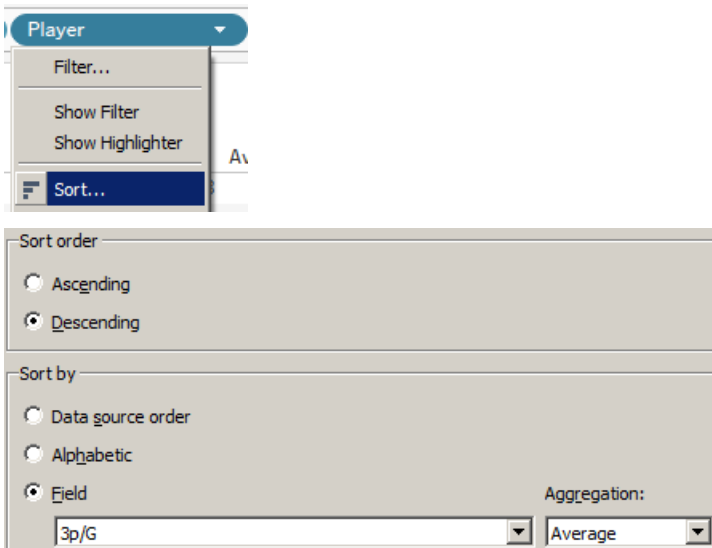 Player
Filter...
Show Filter
Show Highlighter
Sort...
Sort order
Ascending
Descending
Sort by
Data source order
Alphabetic
Field
Aggregation:
3p/G
Average